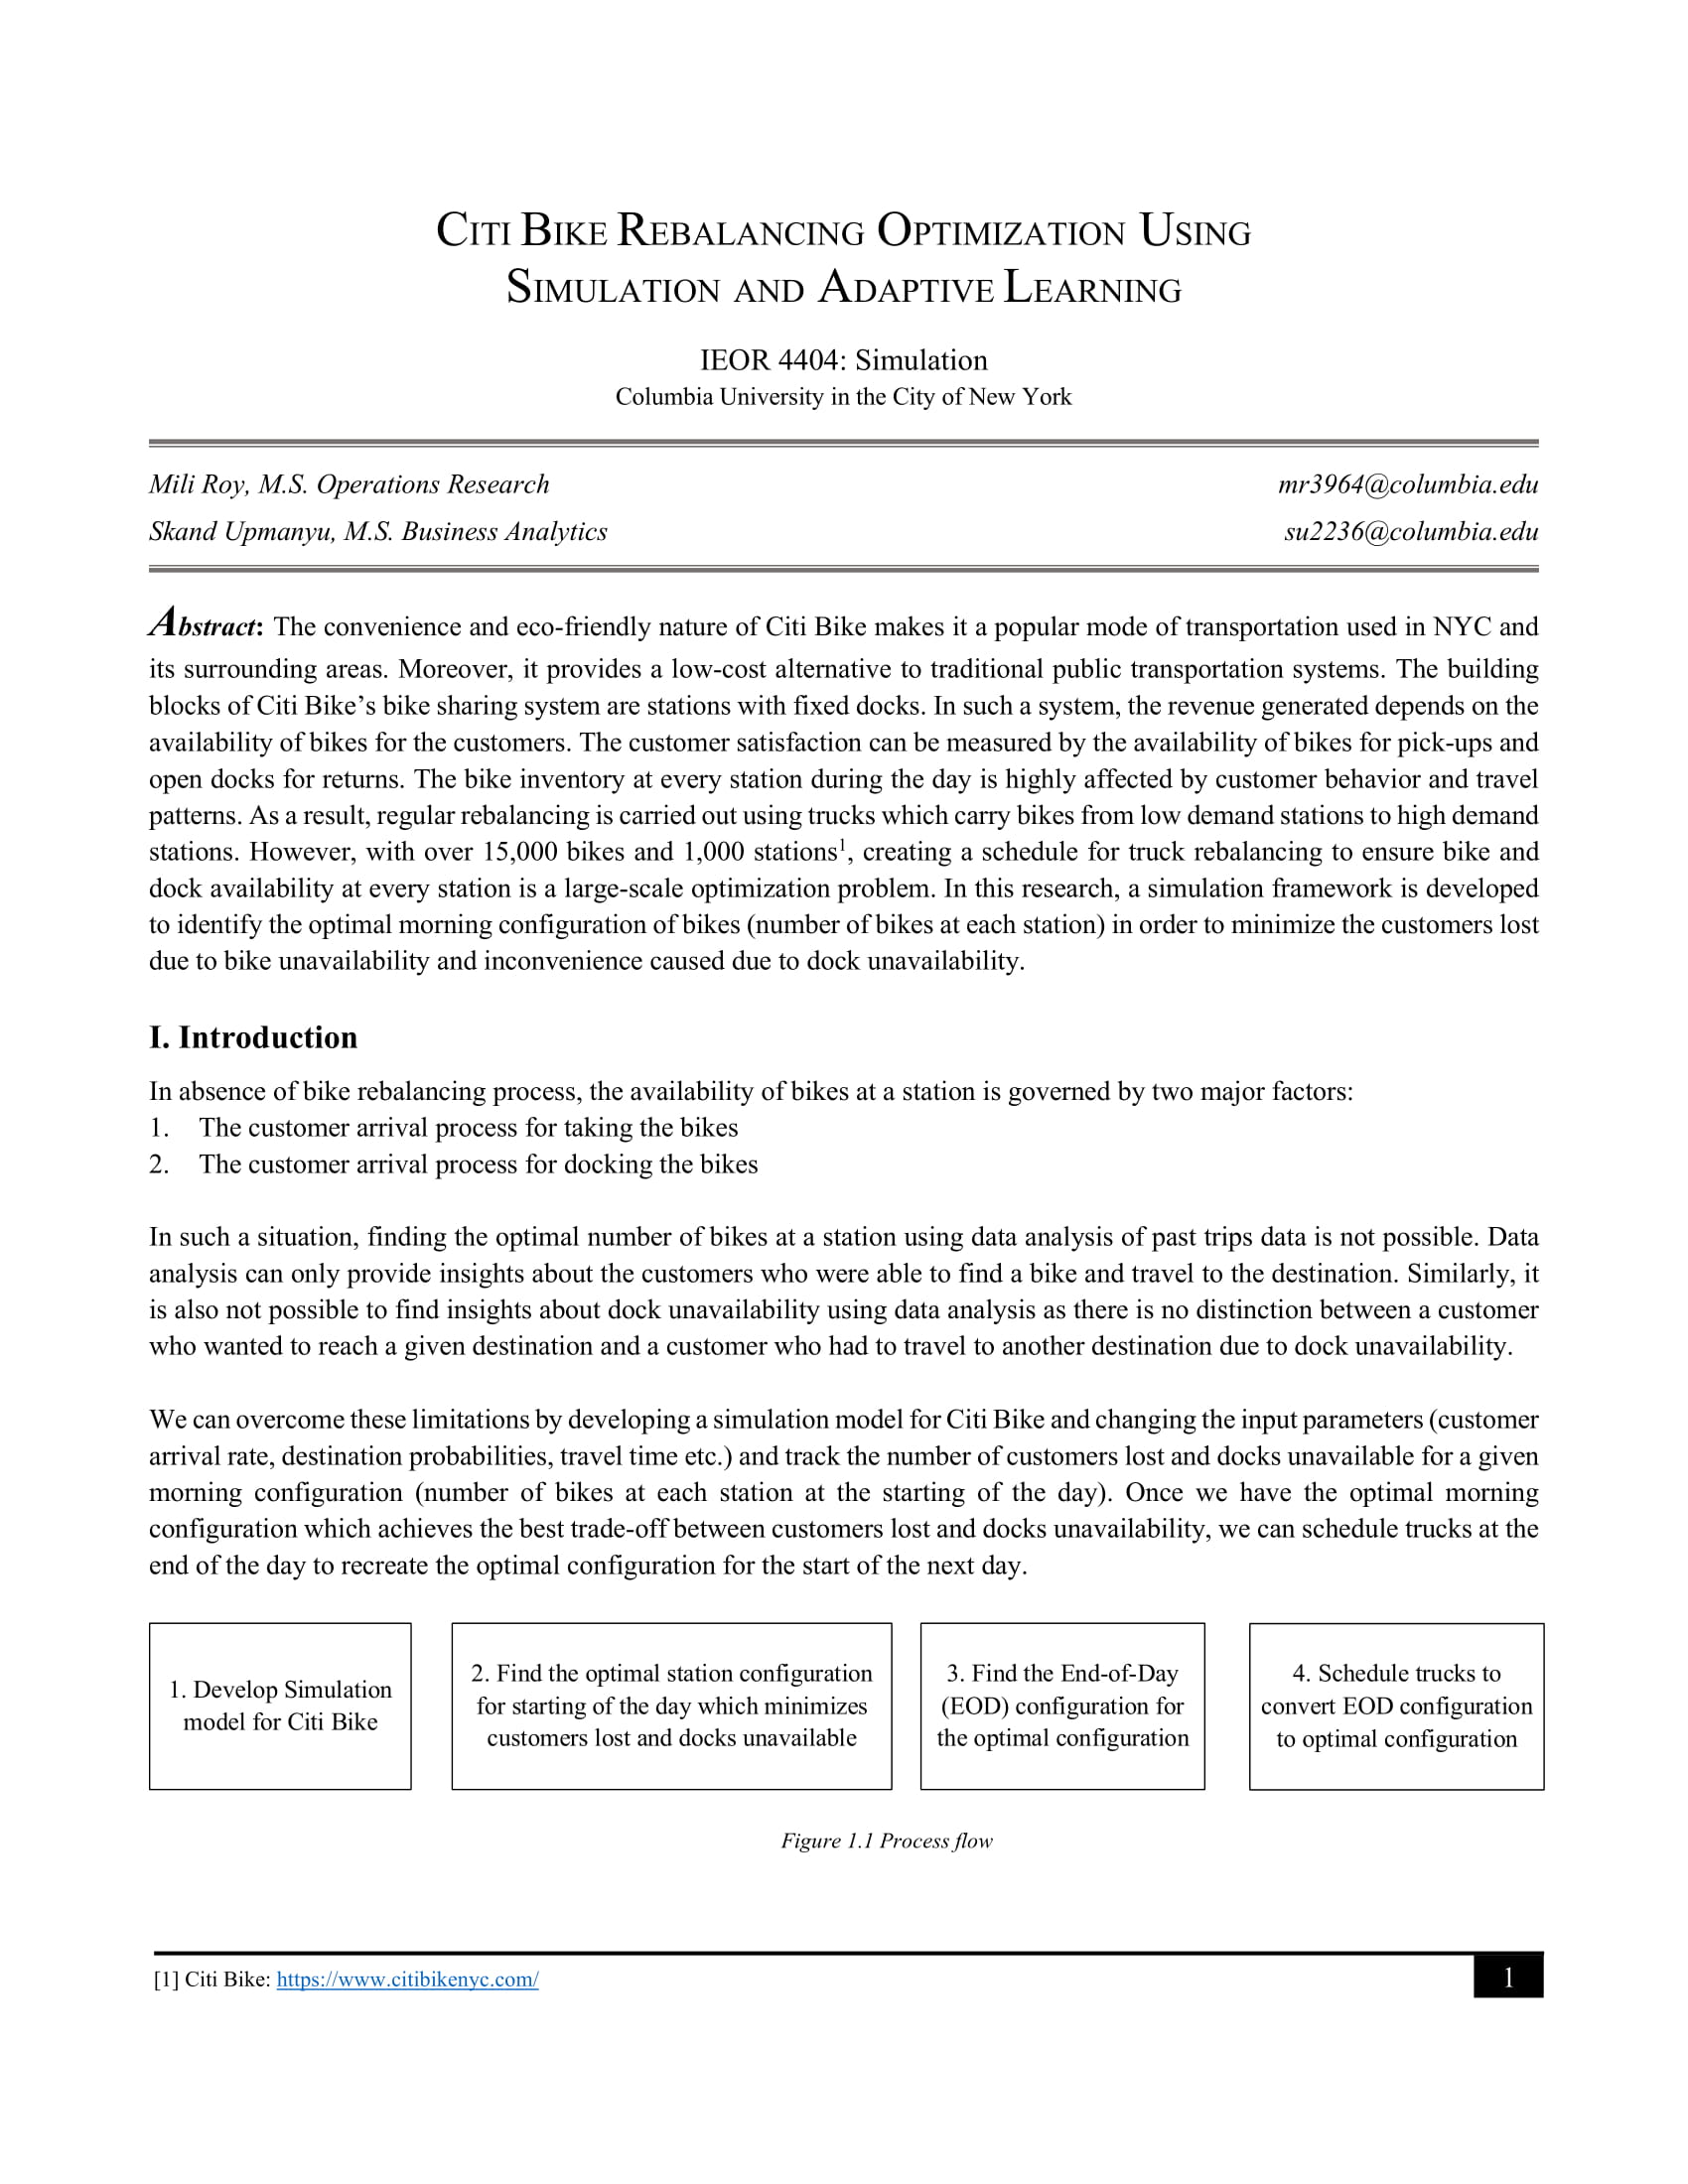 CITI BIKE REBALANCING OPTIMIZATION USING
SIMULATION AND ADAPTIVE LEARNING
IEOR 4404: Simulation
Columbia University in the City of New York
Mili Roy, M.S. Operations Research mr3964@columbia.edu
Skand Upmanyu, M.S. Business Analytics su2236@columbia.edu
Abstract: The convenience and eco-friendly nature of Citi Bike makes it a popular mode of transportation used in NYC and
its surrounding areas. Moreover, it provides a low-cost alternative to traditional public transportation systems. The building
blocks of Citi Bike’s bike sharing system are stations with fixed docks. In such a system, the revenue generated depends on the
availability of bikes for the customers. The customer satisfaction can be measured by the availability of bikes for pick-ups and
open docks for returns. The bike inventory at every station during the day is highly affected by customer behavior and travel
patterns. As a result, regular rebalancing is carried out using trucks which carry bikes from low demand stations to high demand
stations. However, with over 15,000 bikes and 1,000 stations1, creating a schedule for truck rebalancing to ensure bike and
dock availability at every station is a large-scale optimization problem. In this research, a simulation framework is developed
to identify the optimal morning configuration of bikes (number of bikes at each station) in order to minimize the customers lost
due to bike unavailability and inconvenience caused due to dock unavailability.
I. Introduction
In absence of bike rebalancing process, the availability of bikes at a station is governed by two major factors:
1. The customer arrival process for taking the bikes
2. The customer arrival process for docking the bikes
In such a situation, finding the optimal number of bikes at a station using data analysis of past trips data is not possible. Data
analysis can only provide insights about the customers who were able to find a bike and travel to the destination. Similarly, it
is also not possible to find insights about dock unavailability using data analysis as there is no distinction between a customer
who wanted to reach a given destination and a customer who had to travel to another destination due to dock unavailability.
We can overcome these limitations by developing a simulation model for Citi Bike and changing the input parameters (customer
arrival rate, destination probabilities, travel time etc.) and track the number of customers lost and docks unavailable for a given
morning configuration (number of bikes at each station at the starting of the day). Once we have the optimal morning
configuration which achieves the best trade-off between customers lost and docks unavailability, we can schedule trucks at the
end of the day to recreate the optimal configuration for the start of the next day.
1. Develop Simulation
model for Citi Bike
2. Find the optimal station configuration
for starting of the day which minimizes
customers lost and docks unavailable
3. Find the End-of-Day
(EOD) configuration for
the optimal configuration
4. Schedule trucks to
convert EOD configuration
to optimal configuration
Figure 1.1 Process flow
[1] Citi Bike: https://www.citibikenyc.com/
1